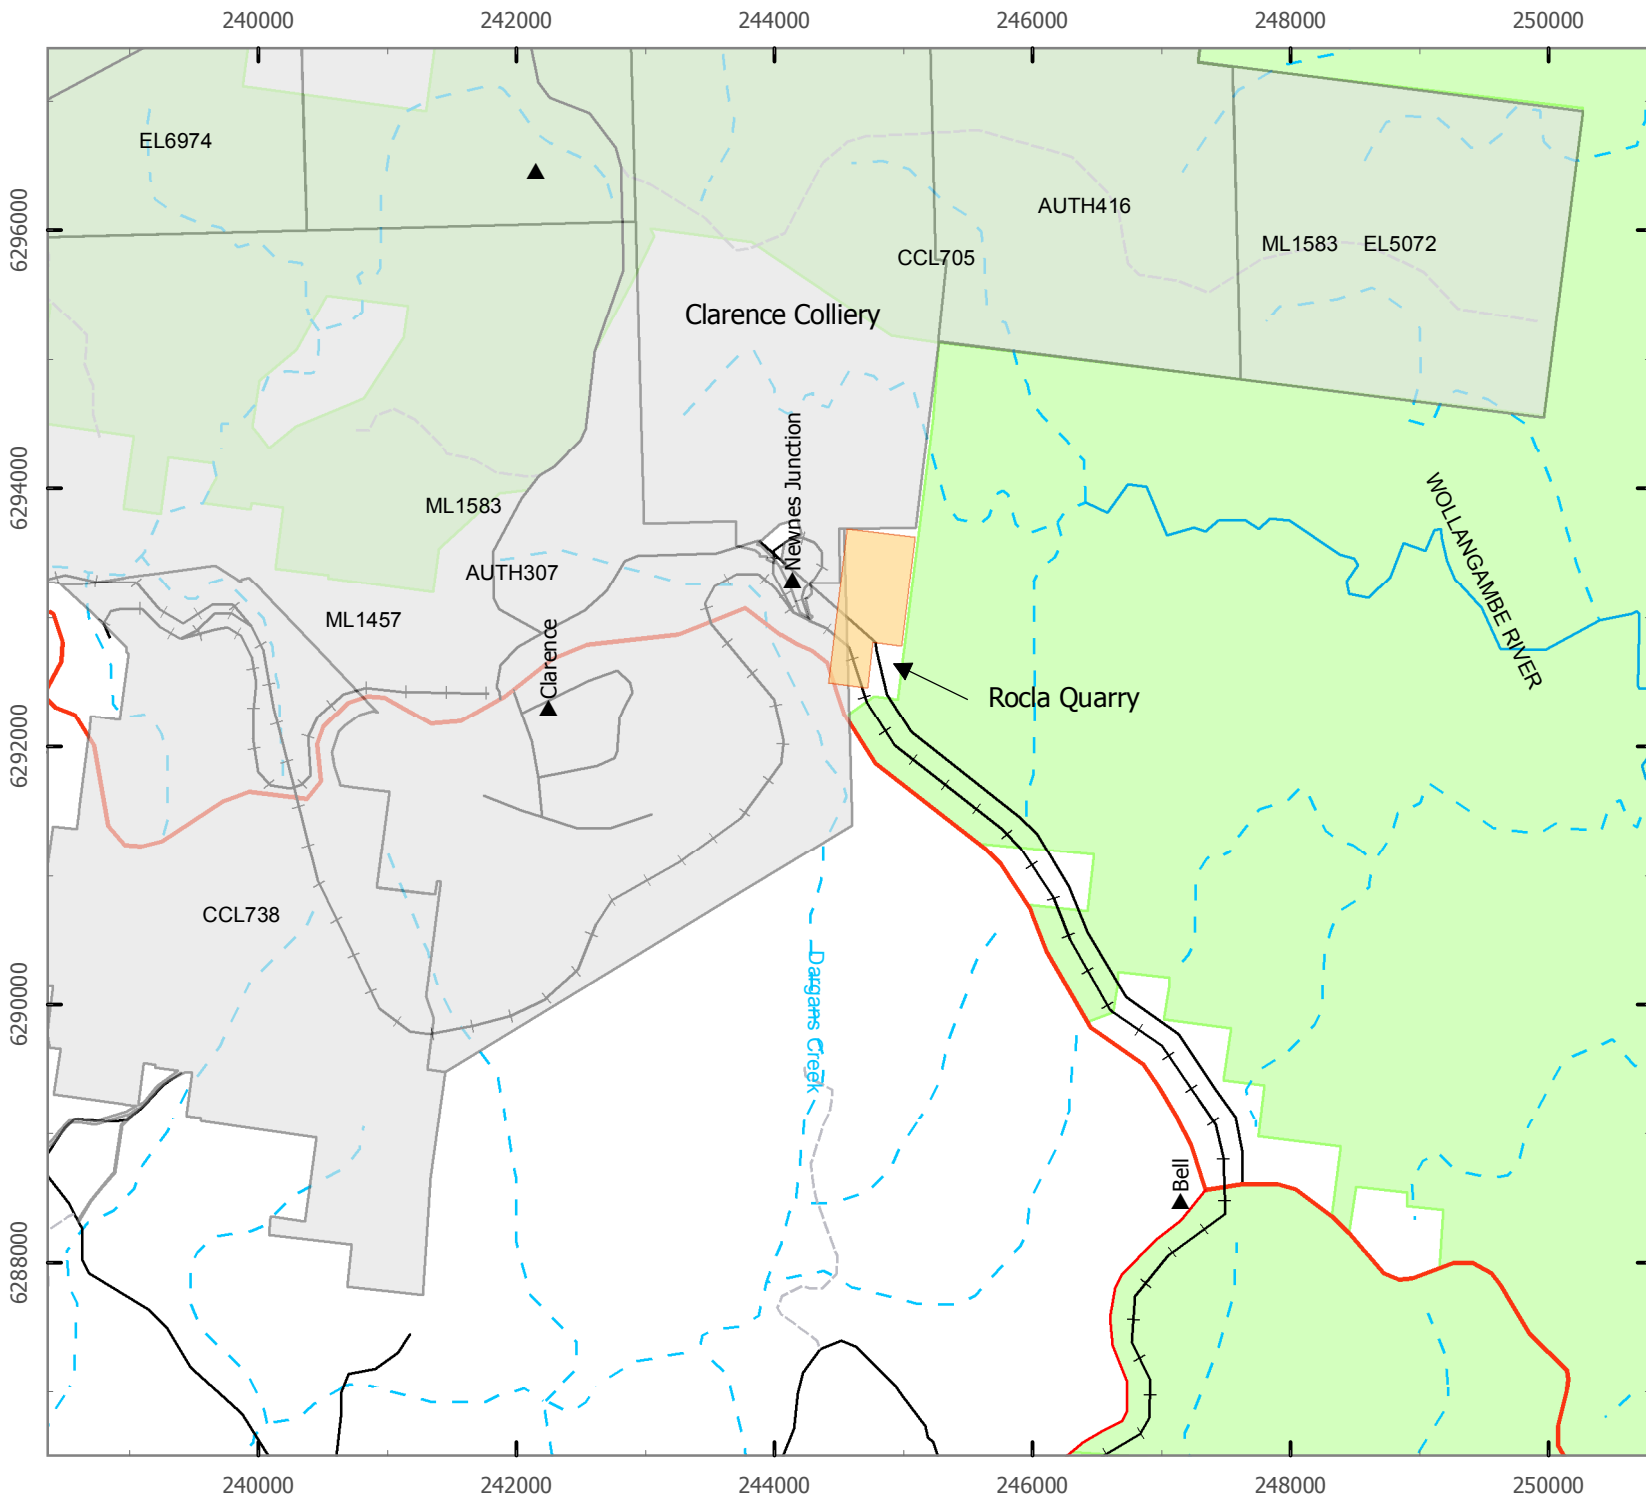 240000 242000 244000 246000 248000 250000
EL6974
6296000
AUTH416
CCL705
ML1583 EL5072
Clarence Colliery
6294000
ML1583
Newnes Junction
WOLLANGAMBE RIVER
AUTH307
ML1457
Clarence
Rocla Quarry
6292000
CCL738
6290000
Dargans Creek
Bell
6288000
240000 242000 244000 246000 248000 250000